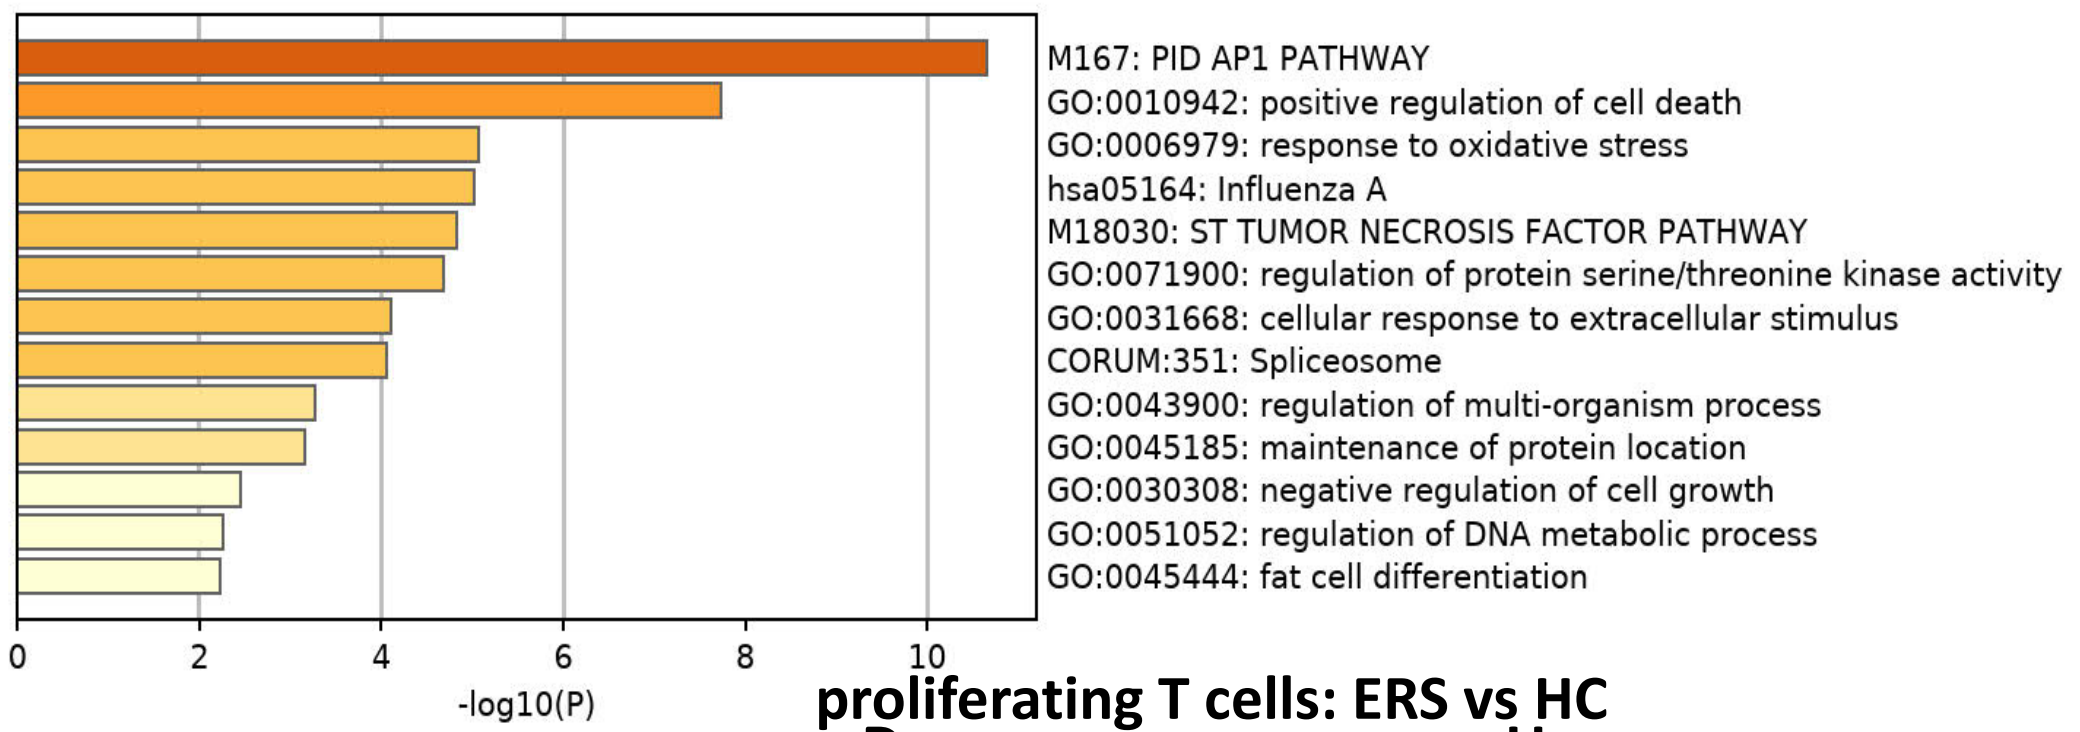 M167: PID AP1 PATHWAY
GO:0010942: positive regulation of cell death
GO:0006979: response to oxidative stress
hsa05164: Influenza A
M18030: ST TUMOR NECROSIS FACTOR PATHWAY
GO:0071900: regulation of protein serine/threonine kinase activity
GO:0031668: cellular response to extracellular stimulus
CORUM:351: Spliceosome
GO:0043900: regulation of multi-organism process
GO:0045185: maintenance of protein location
GO:0030308: negative regulation of cell growth
GO:0051052: regulation of DNA metabolic process
GO:0045444: fat cell differentiation
0 2 4 6 8 10
-log10(P)
proliferating T cells: ERS vs HC